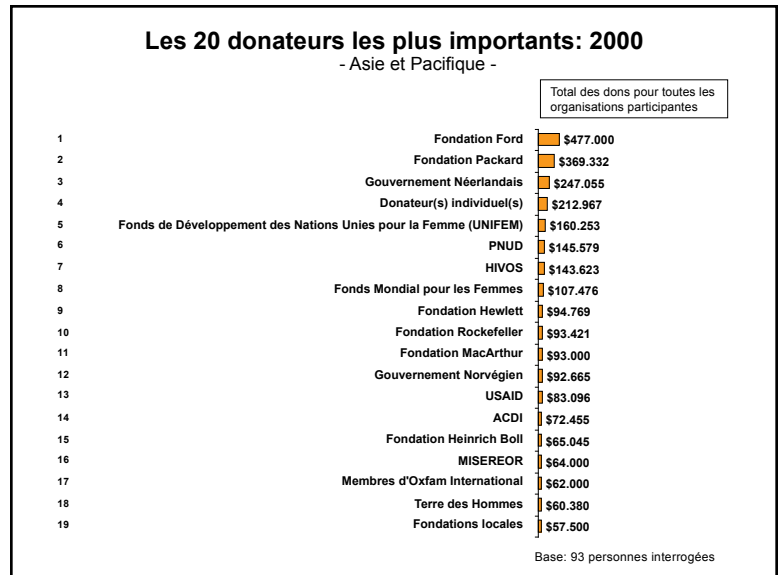 Les 20 donateurs les plus importants: 2000
- Asie et Pacifique -
Total des dons pour toutes les
organisations participantes
1 Fondation Ford $477.000
2 Fondation Packard $369.332
3 Gouvernement Néerlandais $247.055
4 Donateur(s) individuel(s) $212.967
5 Fonds de Développement des Nations Unies pour la Femme (UNIFEM) $160.253
6 PNUD $145.579
7 HIVOS $143.623
8 Fonds Mondial pour les Femmes $107.476
9 Fondation Hewlett $94.769
10 Fondation Rockefeller $93.421
11 Fondation MacArthur $93.000
12 Gouvernement Norvégien $92.665
13 USAID $83.096
14 ACDI $72.455
15 Fondation Heinrich Boll $65.045
16 MISEREOR $64.000
17 Membres d'Oxfam International $62.000
18 Terre des Hommes $60.380
19 Fondations locales $57.500
Base: 93 personnes interrogées